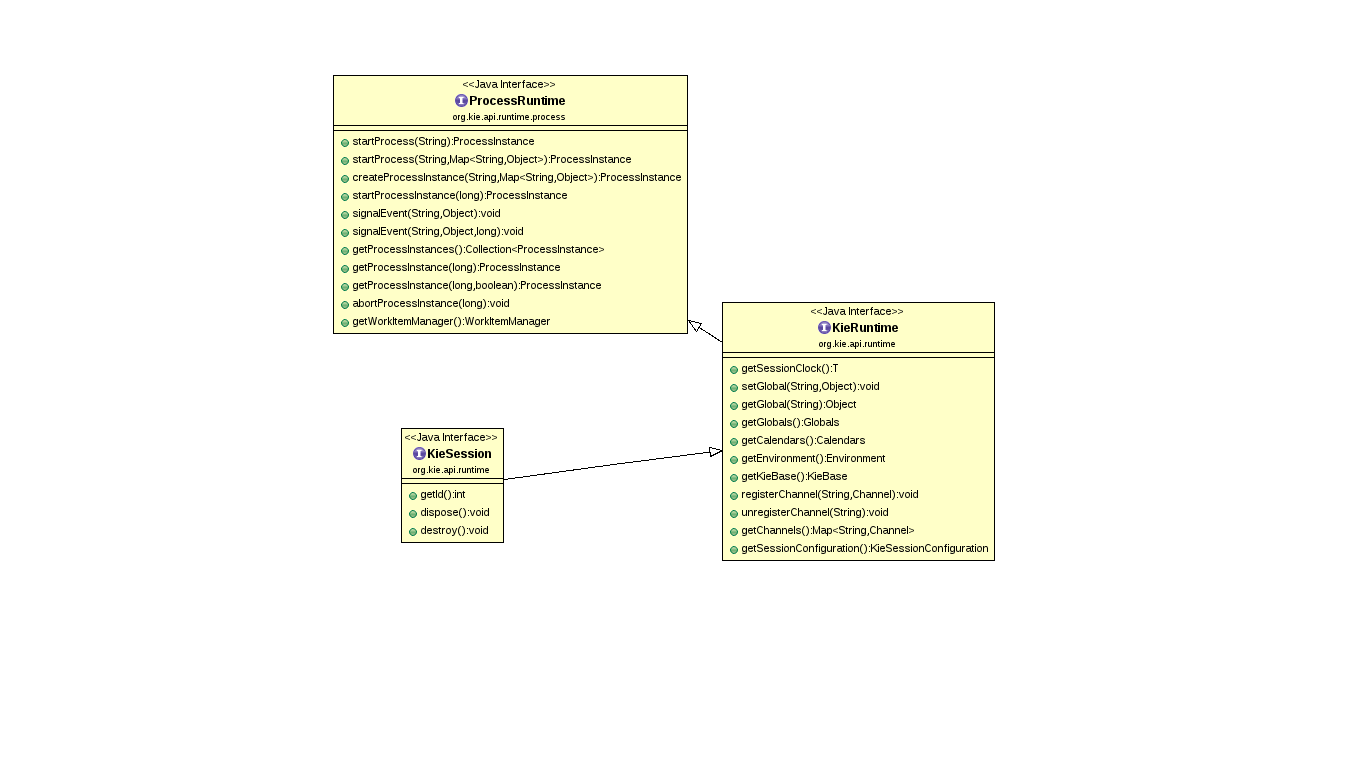 <<Java Interface>>
ProcessRuntime
org.kie.api.runtime.process
startProcess(String):ProcessInstance
startProcess(String,Map<String,Object>):ProcessInstance
createProcessInstance(String,Map<String,Object>):ProcessInstance
startProcessInstance(long):ProcessInstance
signalEvent(String,Object):void
signalEvent(String,Object,long):void
getProcessInstances():Collection<ProcessInstance>
getProcessInstance(long):ProcessInstance
getProcessInstance(long,boolean):ProcessInstance
abortProcessInstance(long):void
getWorkItemManager():WorkItemManager
<<Java Interface>>
KieRuntime
org.kie.api.runtime
getSessionClock():T
setGlobal(String,Object):void
getGlobal(String):Object
getGlobals():Globals
getCalendars():Calendars
getEnvironment():Environment
getKieBase():KieBase
registerChannel(String,Channel):void
unregisterChannel(String):void
getChannels():Map<String,Channel>
getSessionConfiguration():KieSessionConfiguration
<<Java Interface>>
KieSession
org.kie.api.runtime
getId():int
dispose():void
destroy():void